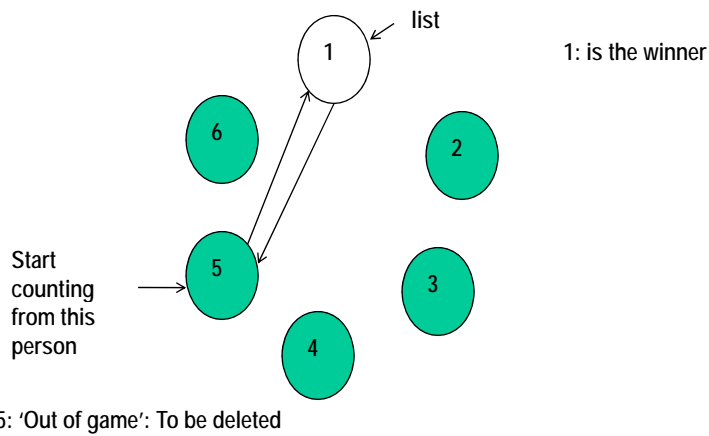 list
1
1: is the winner
6
2
Start
counting
from this
person
5
3
4
5: ‘Out of game’: To be deleted